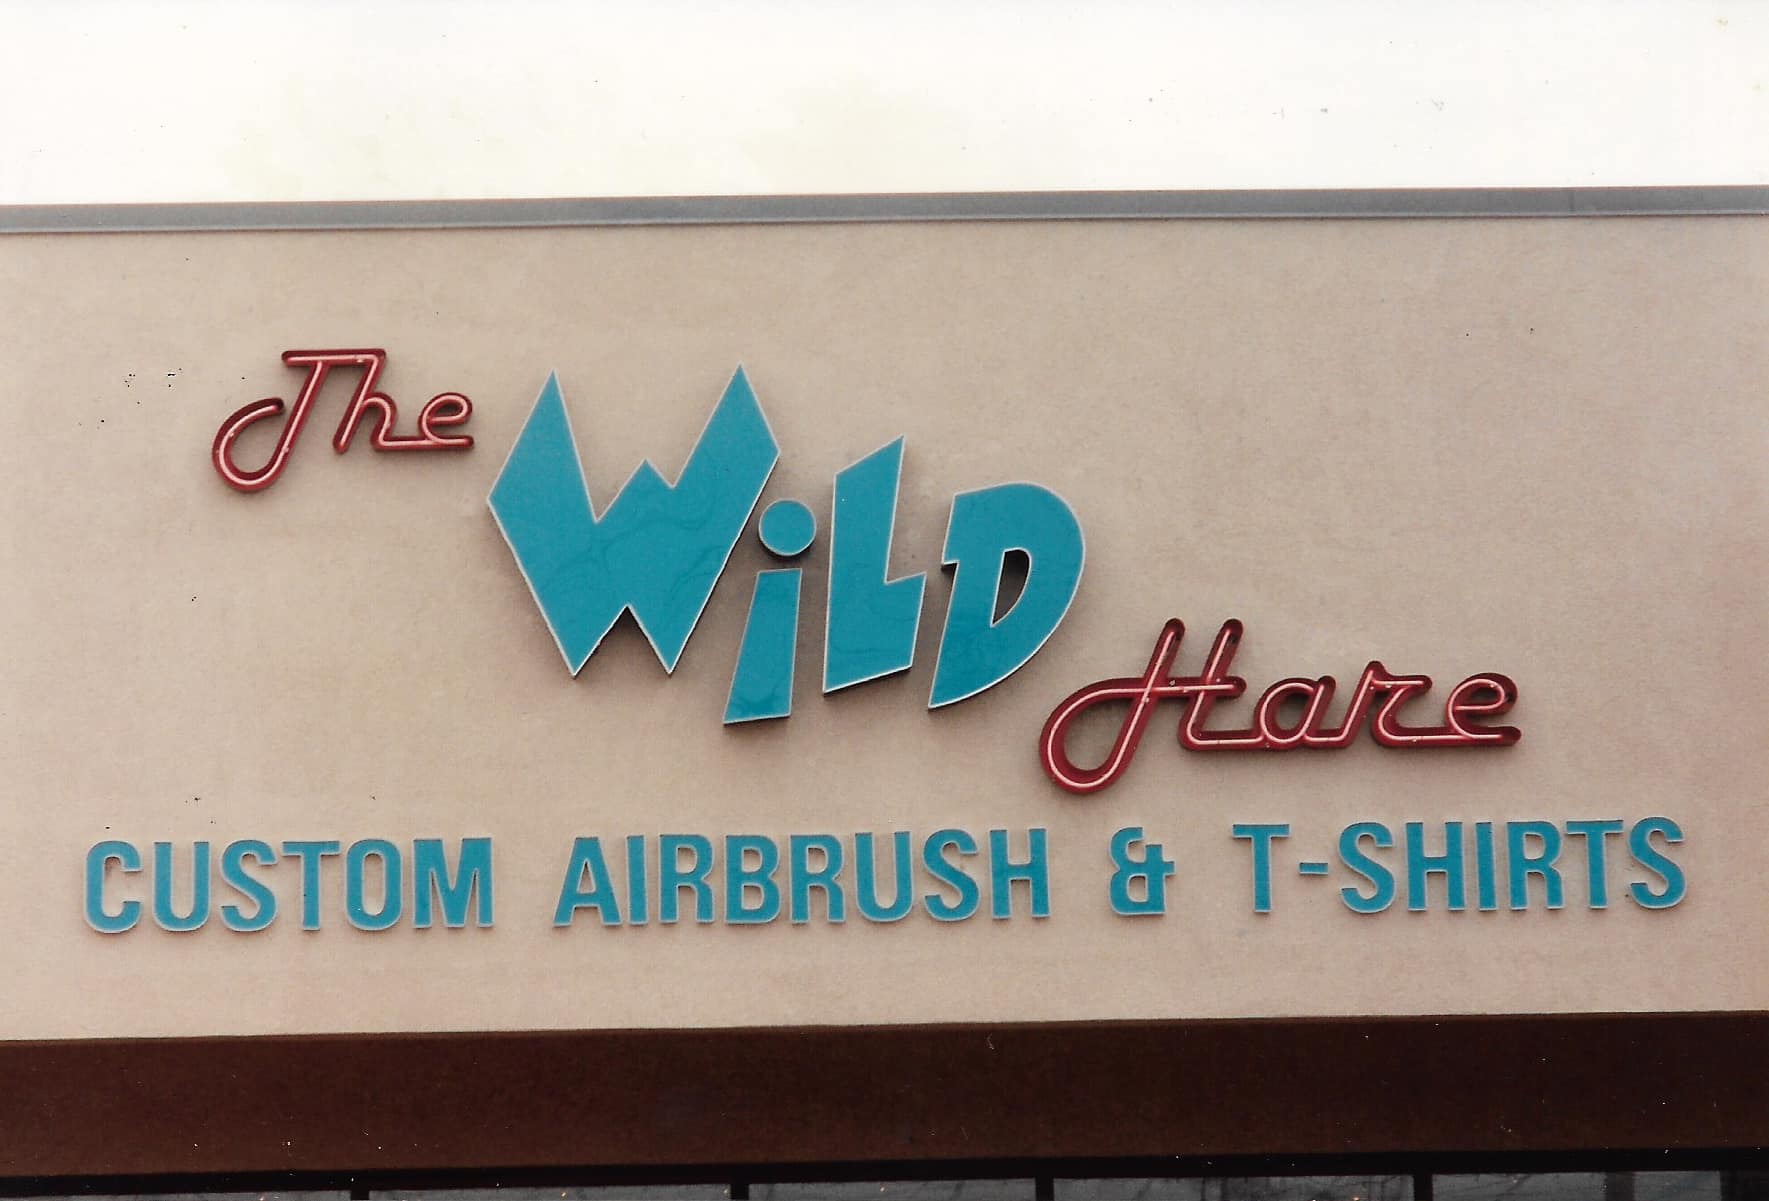 The WiLD Hare
CUSTOM AIRBRUSH & T-SHIRTS